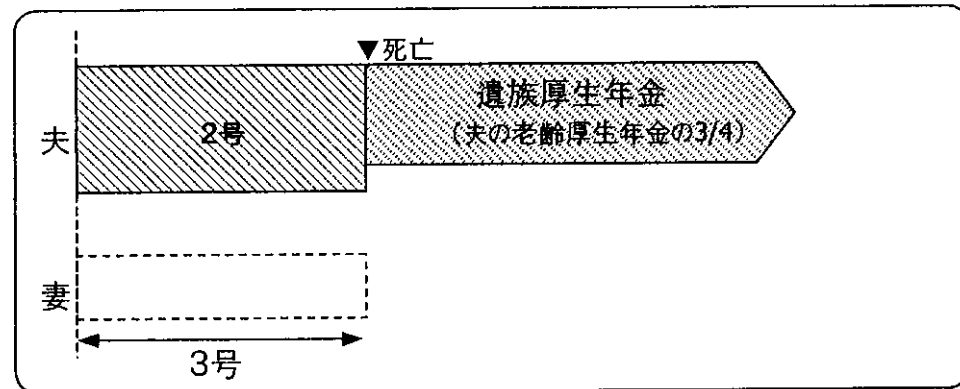 ▼死亡
夫
2号
遺族厚生年金
(夫の老齢厚生年金の3/4)
妻
3号